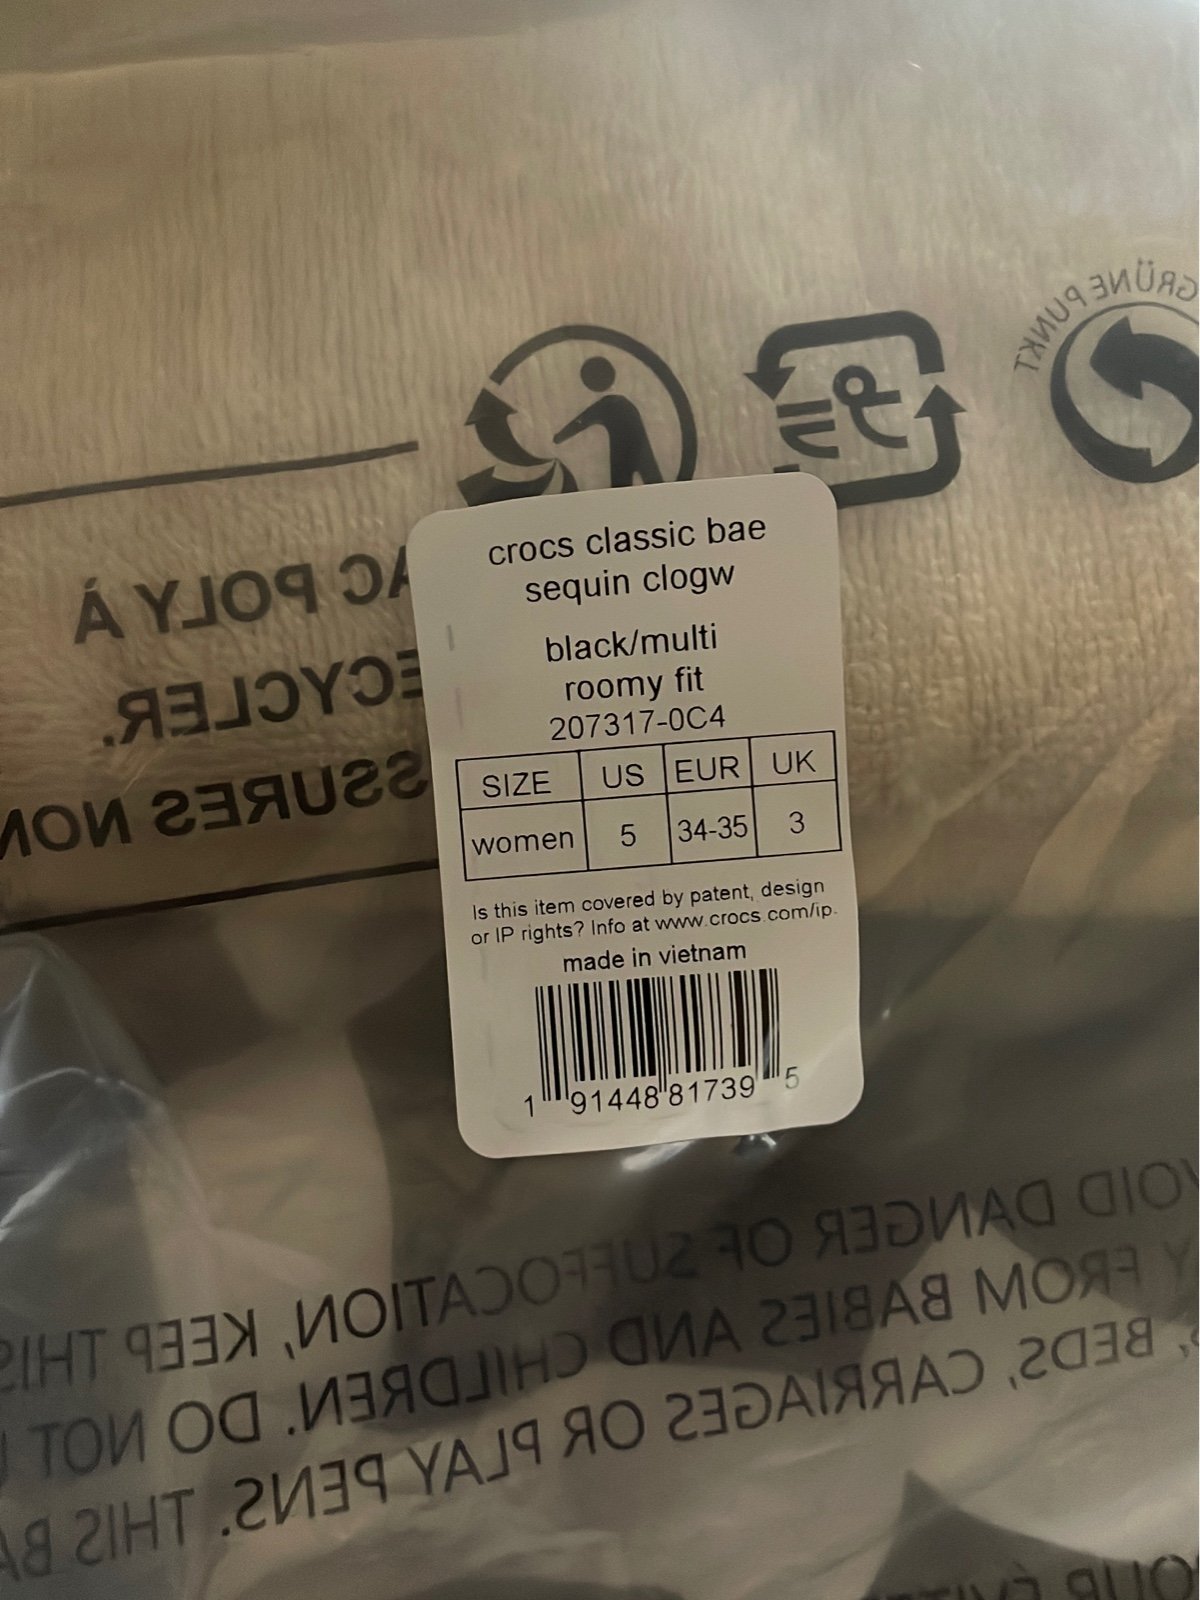 GRÜNE PUNKT
crocs classic bae
sequin clogw
black/multi
roomy fit
207317-0C4
SIZE US EUR UK
women 5 34-35 3
Is this item covered by patent, design
or IP rights? Info at www.crocs.com/ip.
made in vietnam
1 91448 81739 5
AC POLY À
ECYCLER.
SSURES NON
VOID DANGER OF SUFFOCATION, KEEP THIS
Y FROM BABIES AND CHILDREN. DO NOT
, BEDS, CARRIAGES OR PLAY PENS. THIS BA